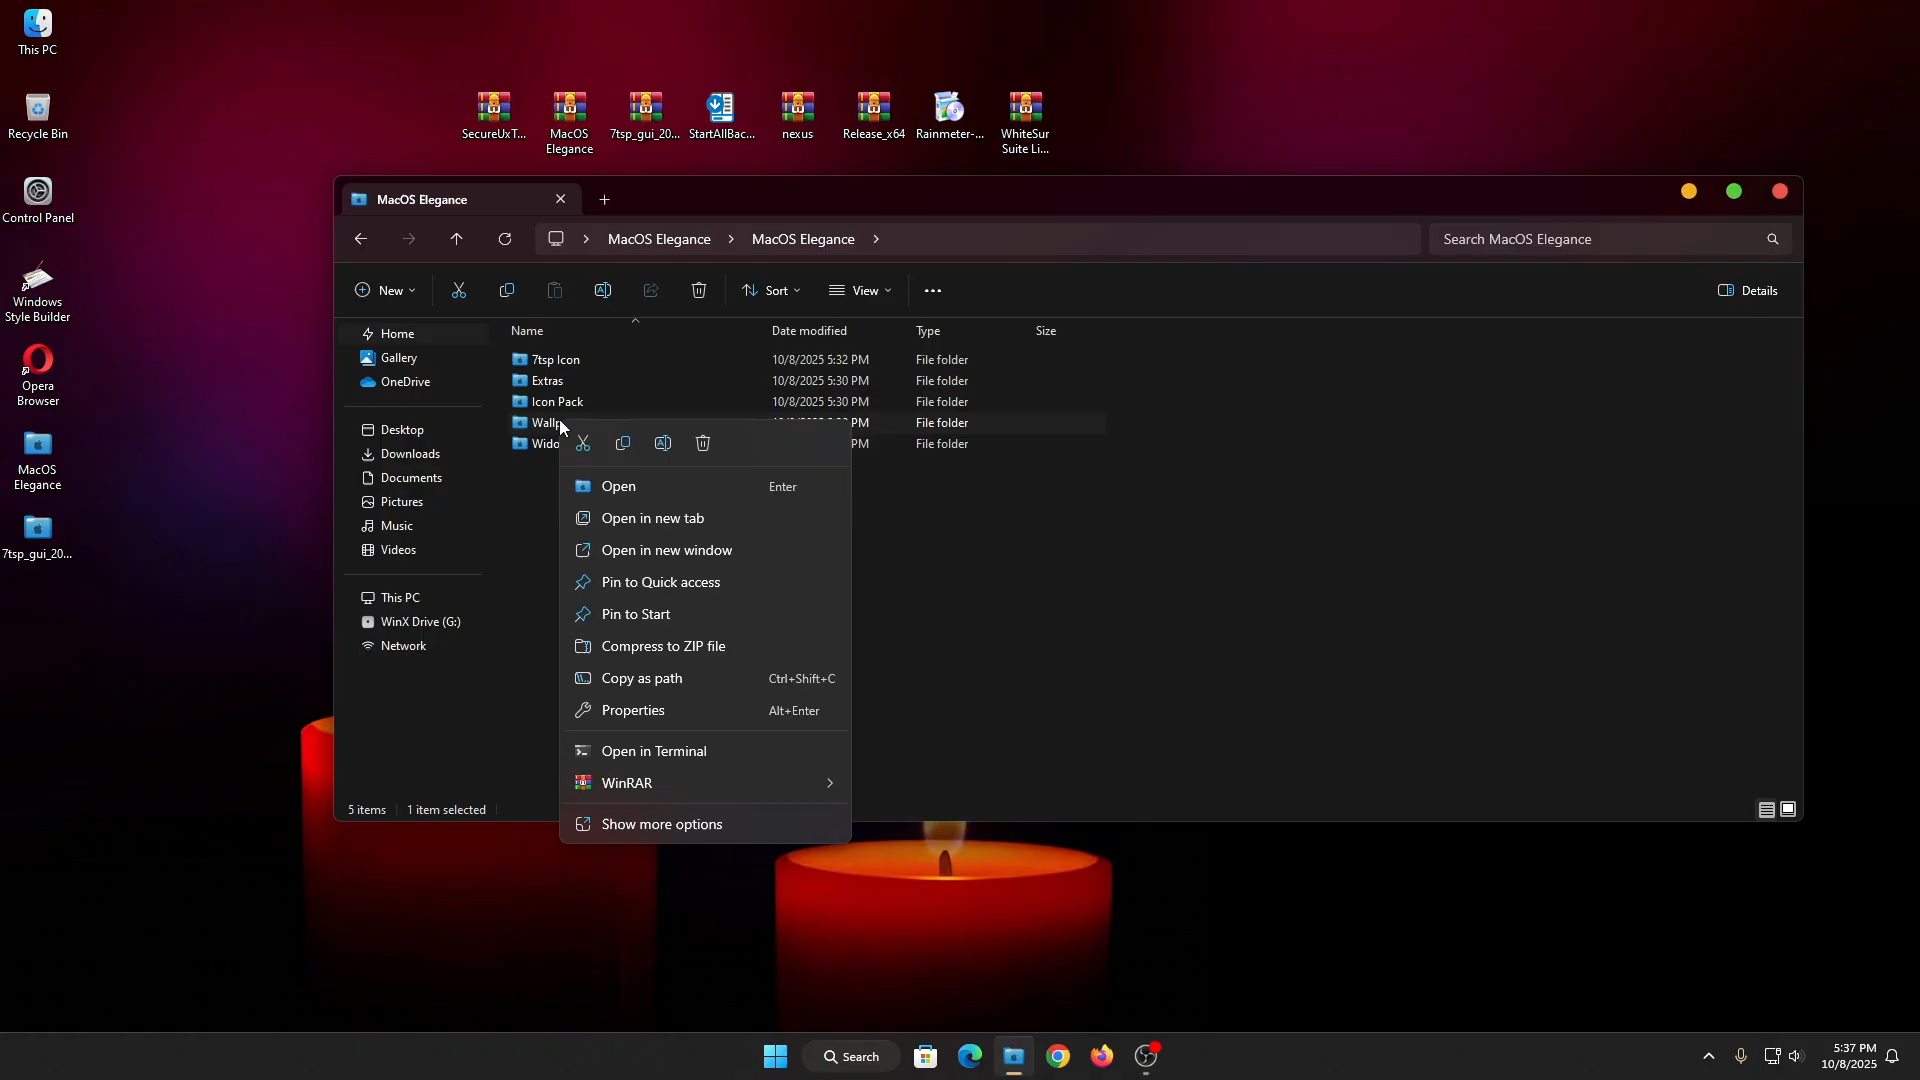 This PC
Recycle Bin
Control Panel
Windows
Style Builder
Opera
Browser
MacOS
Elegance
7tsp_gui_20...
SecureUxT...
MacOS
Elegance
7tsp_gui_20...
StartAllBac...
nexus
Release_x64
Rainmeter-...
WhiteSur
Suite Li...
MacOS Elegance
MacOS Elegance
MacOS Elegance
Search MacOS Elegance
New
Sort
View
Details
Home
Gallery
OneDrive
Desktop
Downloads
Documents
Pictures
Music
Videos
This PC
WinX Drive (G:)
Network
Name Date modified Type Size
7tsp Icon 10/8/2025 5:32 PM File folder
Extras 10/8/2025 5:30 PM File folder
Icon Pack 10/8/2025 5:30 PM File folder
Wallp PM File folder
Wido PM File folder
Open Enter
Open in new tab
Open in new window
Pin to Quick access
Pin to Start
Compress to ZIP file
Copy as path Ctrl+Shift+C
Properties Alt+Enter
Open in Terminal
WinRAR
Show more options
5 items 1 item selected
Search
5:37 PM
10/8/2025